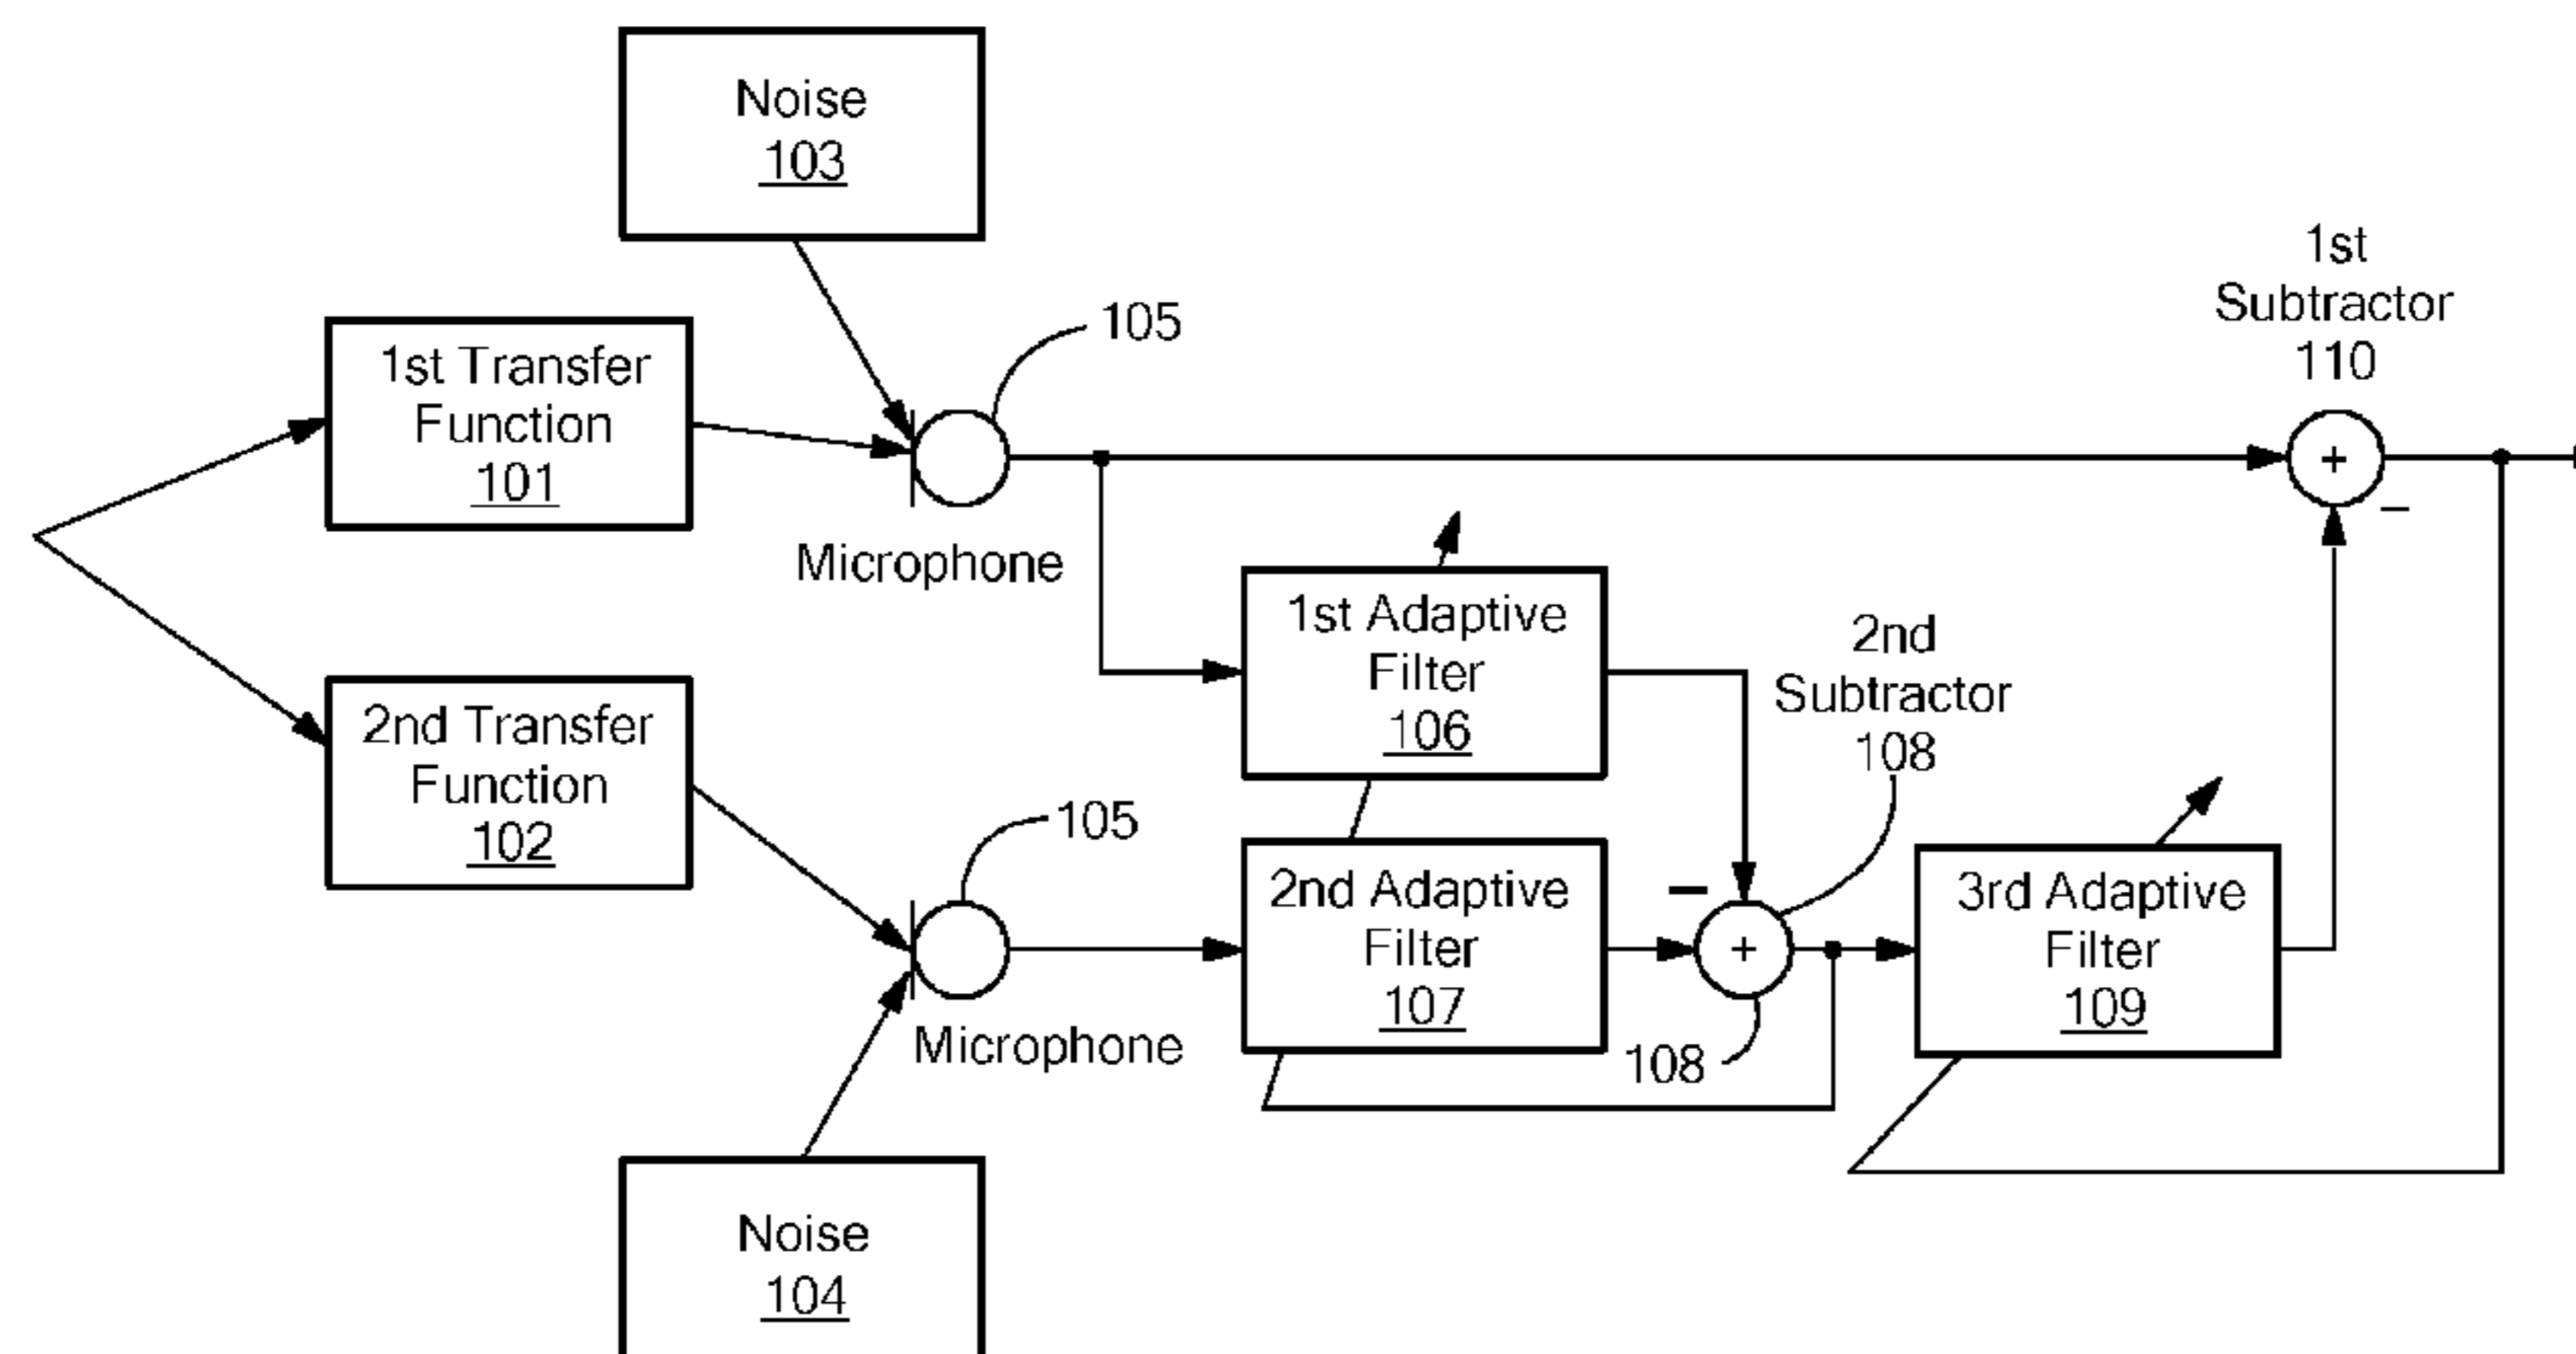 Noise
103
1st
Subtractor
110
105
1st Transfer
Function
101
+
–
Microphone
1st Adaptive
Filter
106
2nd
Subtractor
108
2nd Transfer
Function
102
105
–
2nd Adaptive
Filter
107
+
3rd Adaptive
Filter
109
Microphone
108
Noise
104